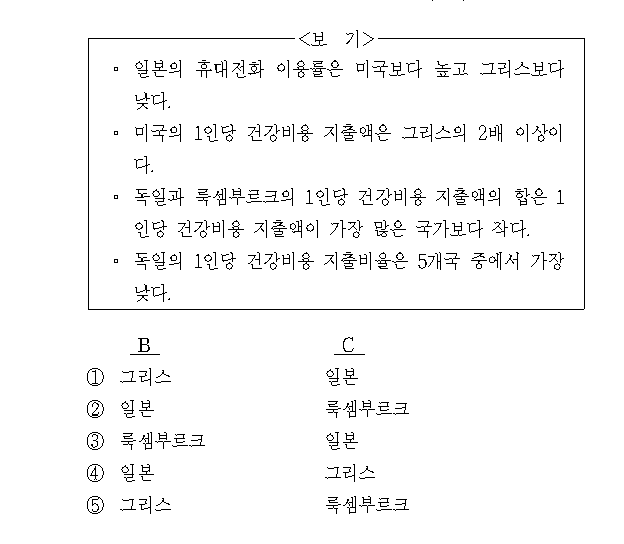 <보 기>
▫ 일본의 휴대전화 이용률은 미국보다 높고 그리스보다
낮다.
▫ 미국의 1인당 건강비용 지출액은 그리스의 2배 이상이
다.
▫ 독일과 룩셈부르크의 1인당 건강비용 지출액의 합은 1
인당 건강비용 지출액이 가장 많은 국가보다 작다.
▫ 독일의 1인당 건강비용 지출비율은 5개국 중에서 가장
낮다.
B C
① 그리스 일본
② 일본 룩셈부르크
③ 룩셈부르크 일본
④ 일본 그리스
⑤ 그리스 룩셈부르크